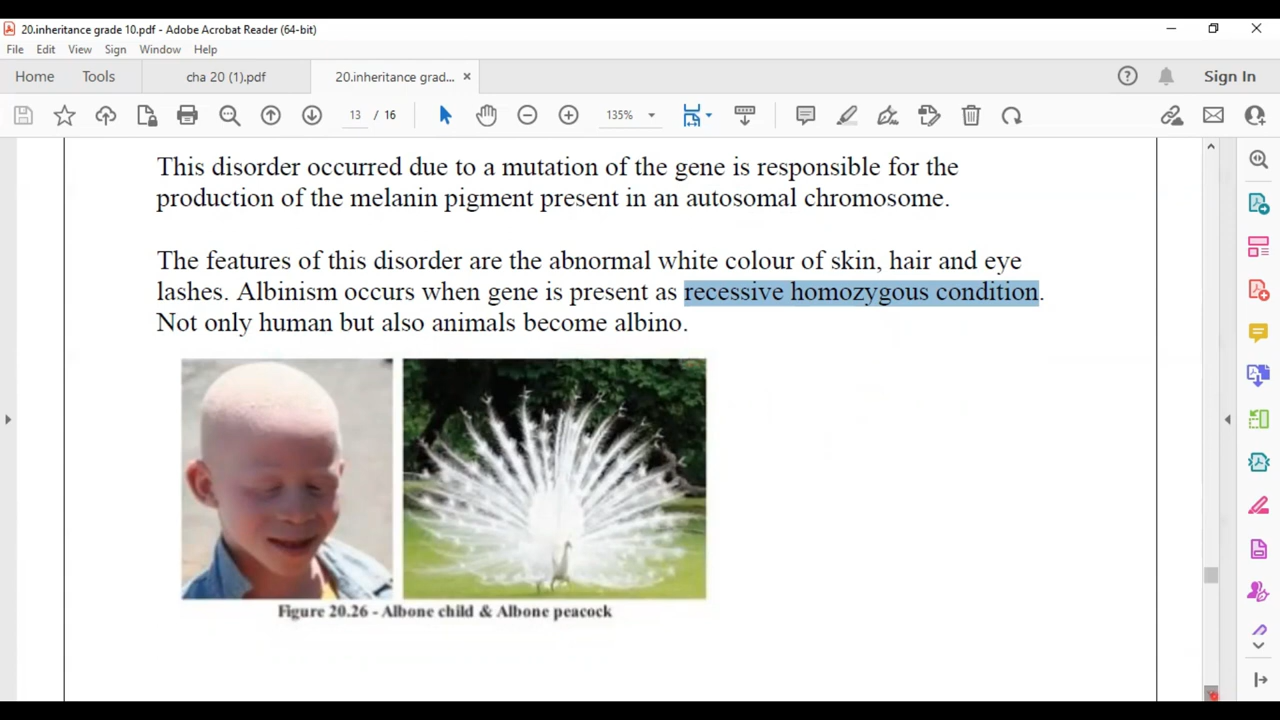 20.inheritance grade 10.pdf - Adobe Acrobat Reader (64-bit)
File Edit View Sign Window Help
Home Tools cha 20 (1).pdf 20.inheritance grad... × Sign In
13 / 16 135%
This disorder occurred due to a mutation of the gene is responsible for the
production of the melanin pigment present in an autosomal chromosome.
The features of this disorder are the abnormal white colour of skin, hair and eye
lashes. Albinism occurs when gene is present as recessive homozygous condition.
Not only human but also animals become albino.
Figure 20.26 - Albone child & Albone peacock